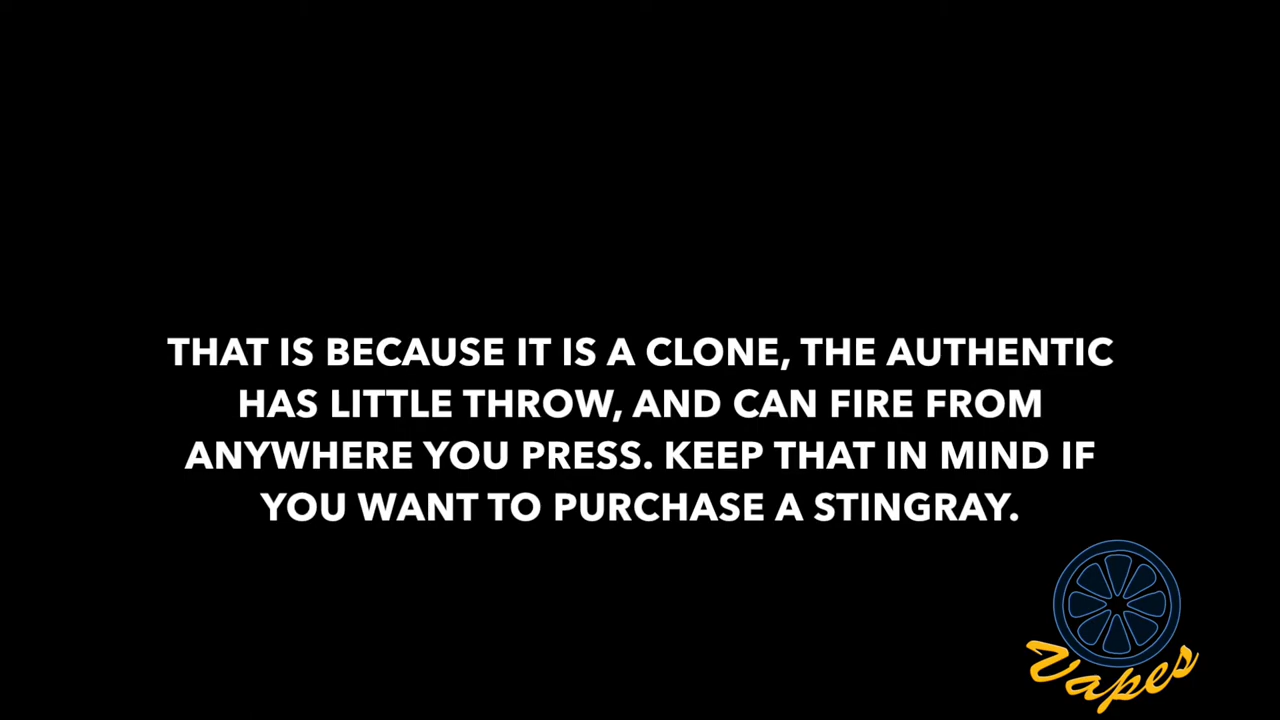 THAT IS BECAUSE IT IS A CLONE, THE AUTHENTIC
HAS LITTLE THROW, AND CAN FIRE FROM
ANYWHERE YOU PRESS. KEEP THAT IN MIND IF
YOU WANT TO PURCHASE A STINGRAY.
Vapes